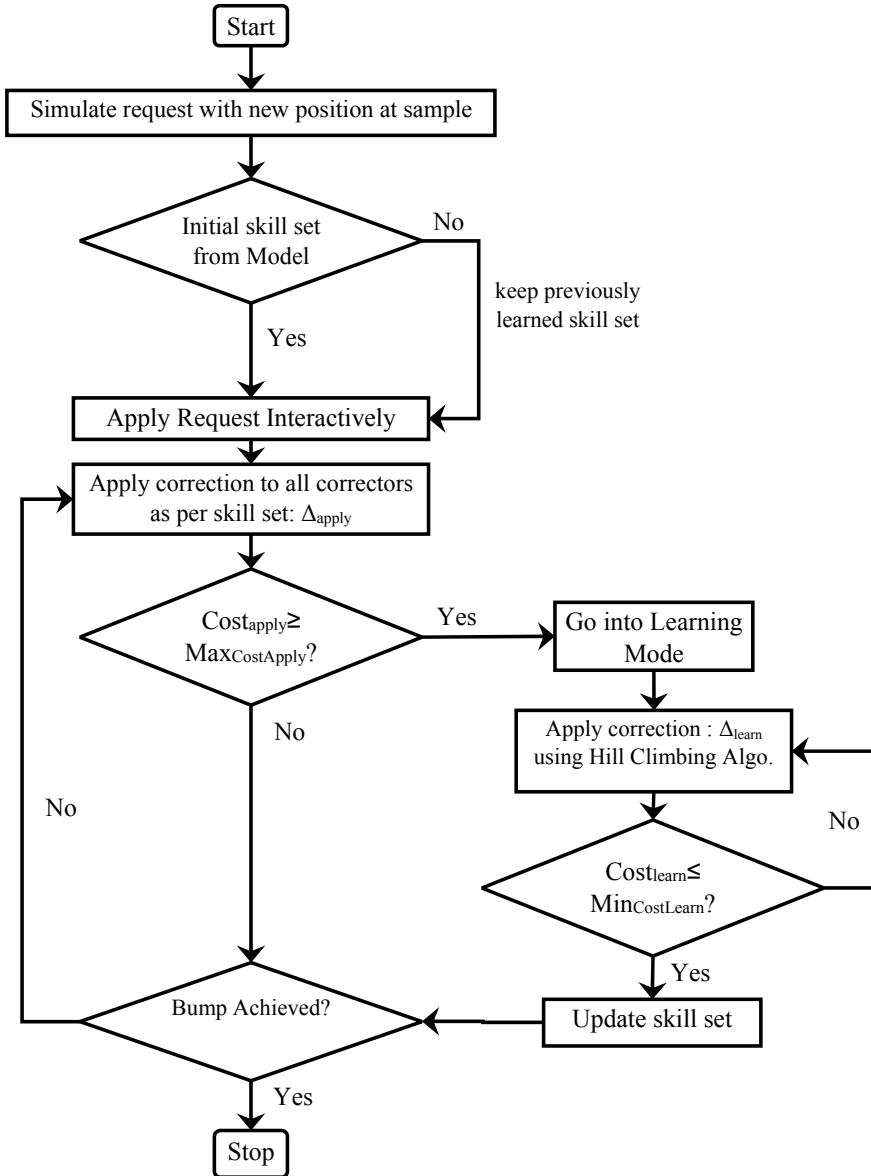 Start
Simulate request with new position at sample
Initial skill set
from Model
No
keep previously
learned skill set
Yes
Apply Request Interactively
Apply correction to all correctors
as per skill set: Δapply
Costapply≥
MaxCostApply?
Yes
Go into Learning
Mode
No
Apply correction : Δlearn
using Hill Climbing Algo.
No
No
Costlearn≤
MinCostLearn?
Yes
Bump Achieved?
Update skill set
Yes
Stop